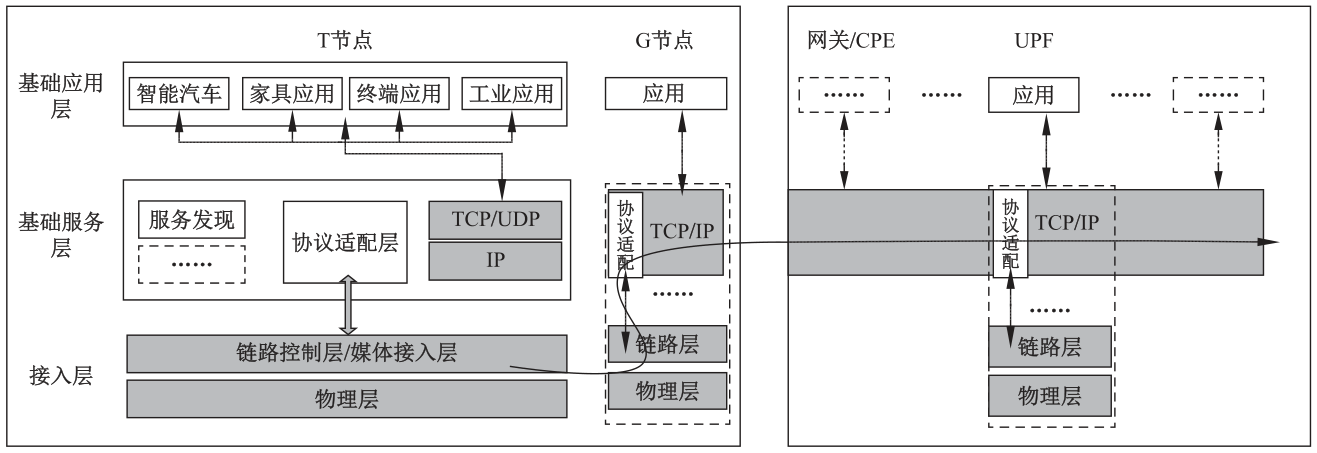 T节点
G节点
网关/CPE
UPF
基础应用
层
智能汽车
家具应用
终端应用
工业应用
应用
……
……
应用
……
……
基础服务
层
服务发现
……
协议适配层
TCP/UDP
IP
协议适配
TCP/IP
……
协议适配
TCP/IP
……
接入层
链路控制层/媒体接入层
物理层
链路层
物理层
链路层
物理层